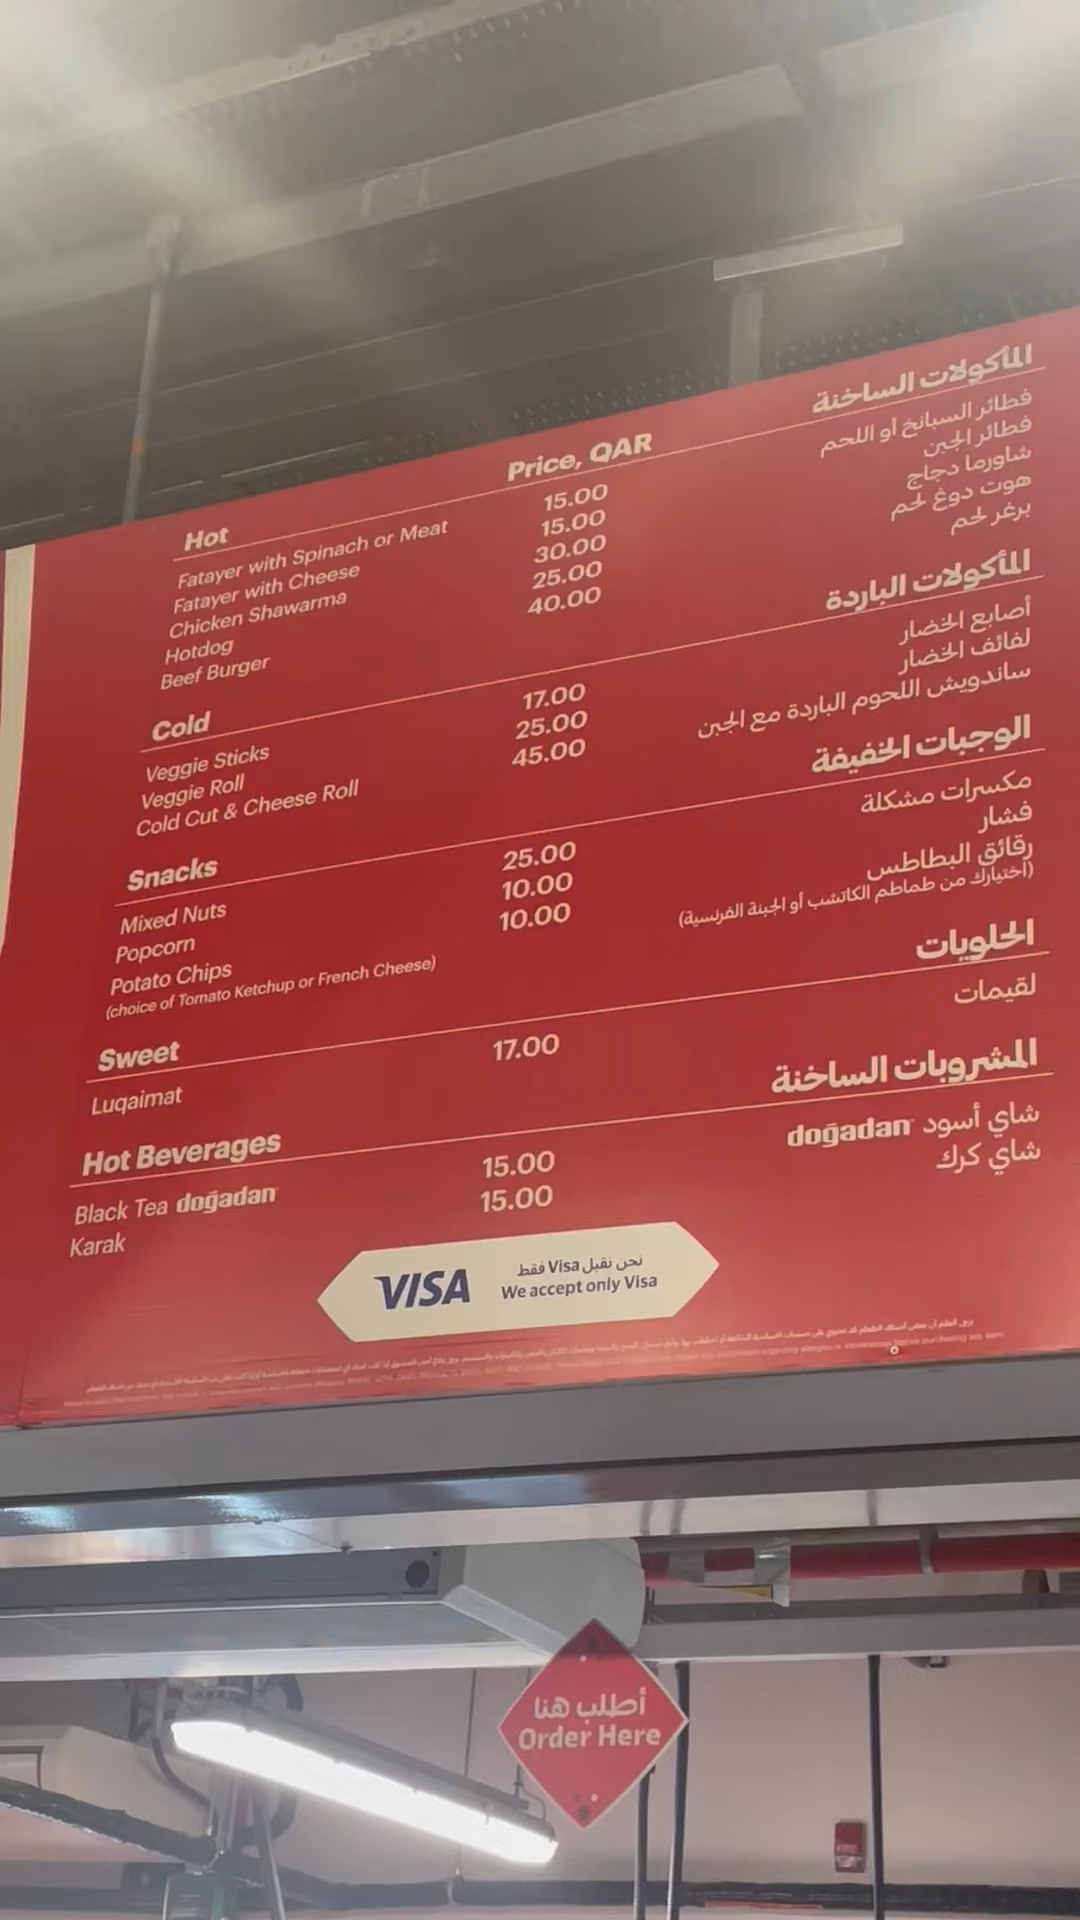 Price, QAR
المأكولات الساخنة
Hot
Fatayer with Spinach or Meat 15.00 فطائر السبانخ أو اللحم
Fatayer with Cheese 15.00 فطائر الجبن
Chicken Shawarma 30.00 شاورما دجاج
Hotdog 25.00 هوت دوغ لحم
Beef Burger 40.00 برغر لحم
Cold المأكولات الباردة
Veggie Sticks 17.00 أصابع الخضار
Veggie Roll 25.00 لفائف الخضار
Cold Cut & Cheese Roll 45.00 ساندويش اللحوم الباردة مع الجبن
Snacks الوجبات الخفيفة
Mixed Nuts 25.00 مكسرات مشكلة
Popcorn 10.00 فشار
Potato Chips 10.00 رقائق البطاطس
(choice of Tomato Ketchup or French Cheese) (اختيارك من طماطم الكاتشب أو الجبنة الفرنسية)
Sweet الحلويات
Luqaimat 17.00 لقيمات
Hot Beverages المشروبات الساخنة
Black Tea doğadan 15.00 شاي أسود doğadan
Karak 15.00 شاي كرك
VISA
نحن نقبل Visa فقط
We accept only Visa
أطلب هنا
Order Here
FIRE